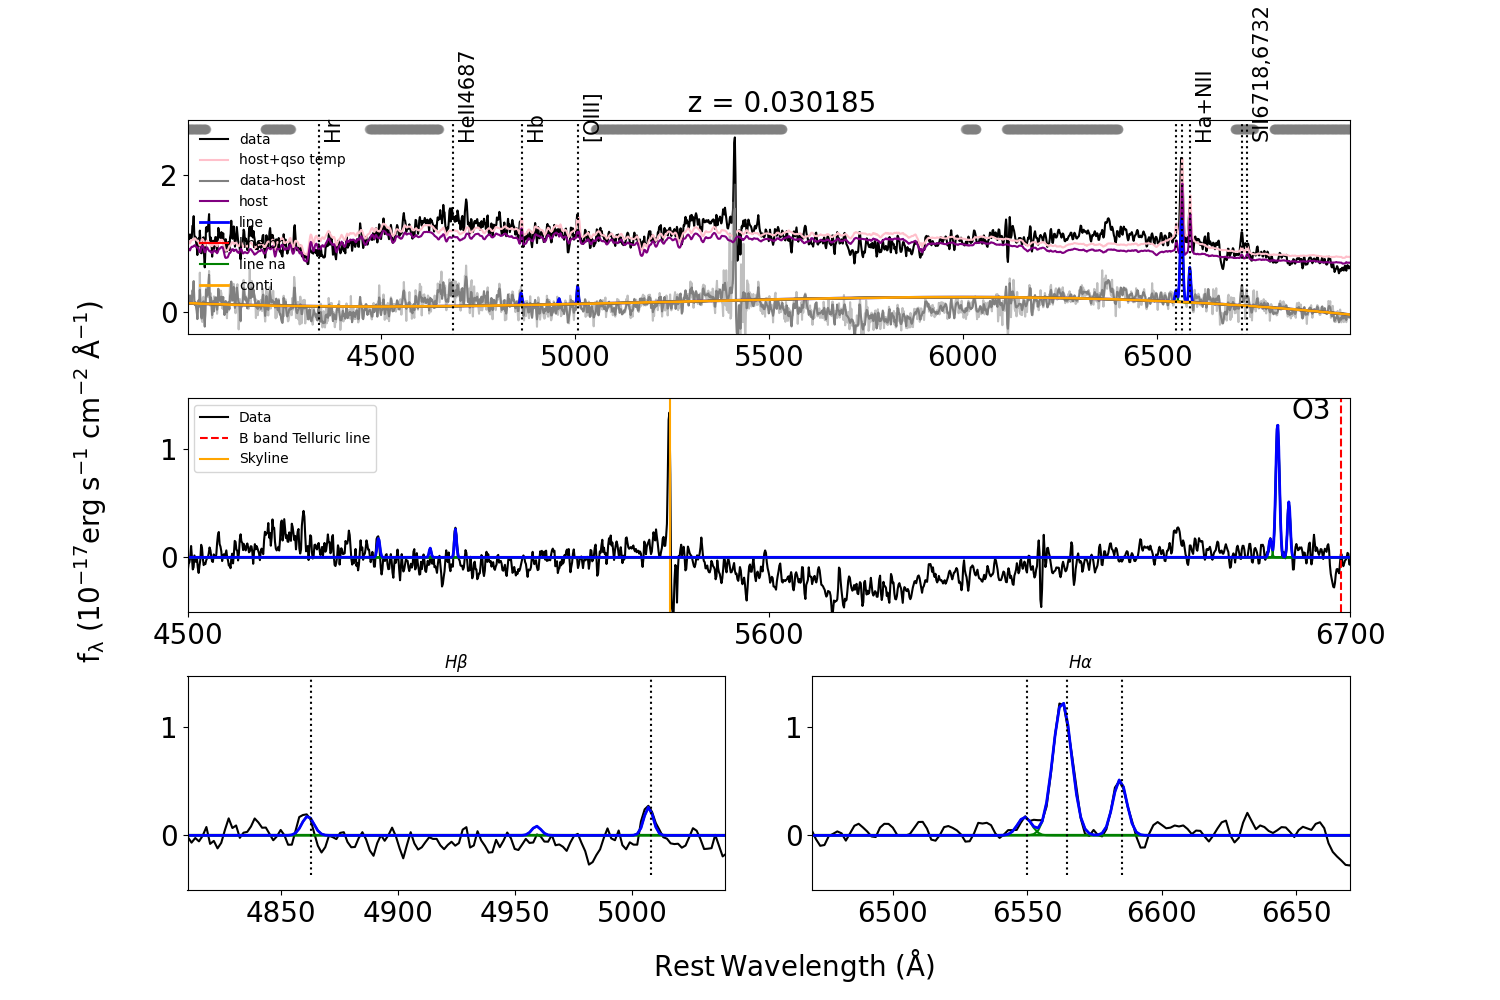 z = 0.030185
Hr
HeII4687
Hb
[OIII]
Ha+NII
SII6718,6732
data
host+qso temp
data-host
host
line
line na
conti
2
0
4500 5000 5500 6000 6500
fλ (10−17erg s−1 cm−2 Å−1)
Data
B band Telluric line
Skyline
O3
1
0
4500 5600 6700
Hβ
Hα
1
0
4850 4900 4950 5000
1
0
6500 6550 6600 6650
Rest Wavelength (Å)